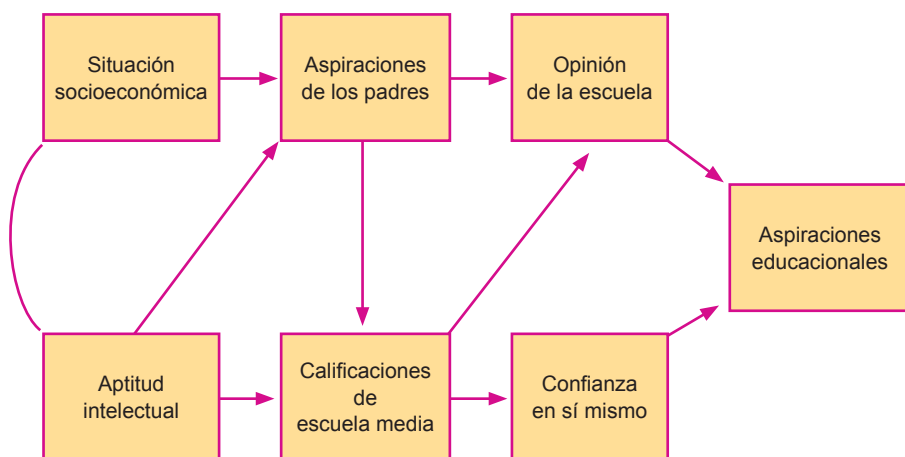 Situación
socioeconómica
Aspiraciones
de los padres
Opinión
de la escuela
Aspiraciones
educacionales
Aptitud
intelectual
Calificaciones
de
escuela media
Confianza
en sí mismo